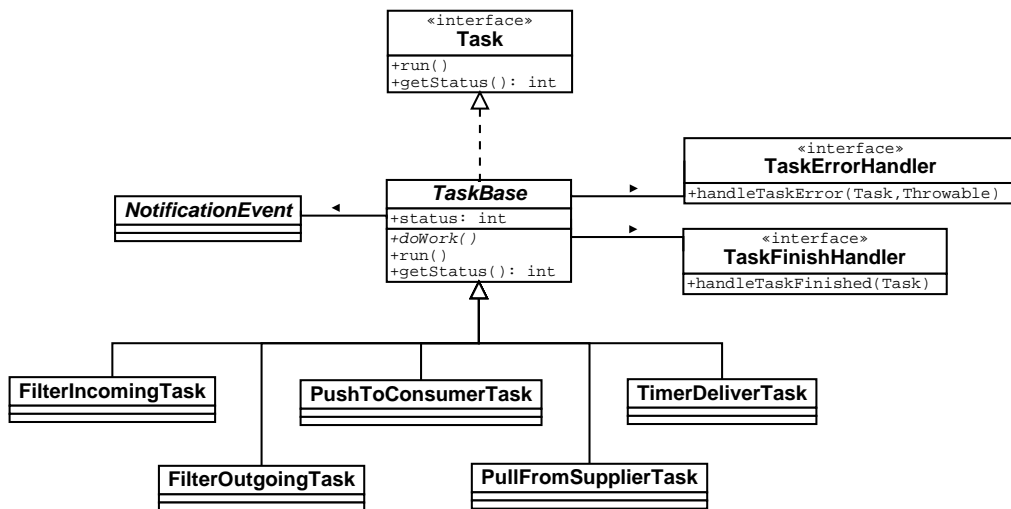 «interface»
Task
+run()
+getStatus(): int
«interface»
TaskErrorHandler
+handleTaskError(Task,Throwable)
NotificationEvent
TaskBase
+status: int
+doWork()
+run()
+getStatus(): int
«interface»
TaskFinishHandler
+handleTaskFinished(Task)
FilterIncomingTask
PushToConsumerTask
TimerDeliverTask
FilterOutgoingTask
PullFromSupplierTask